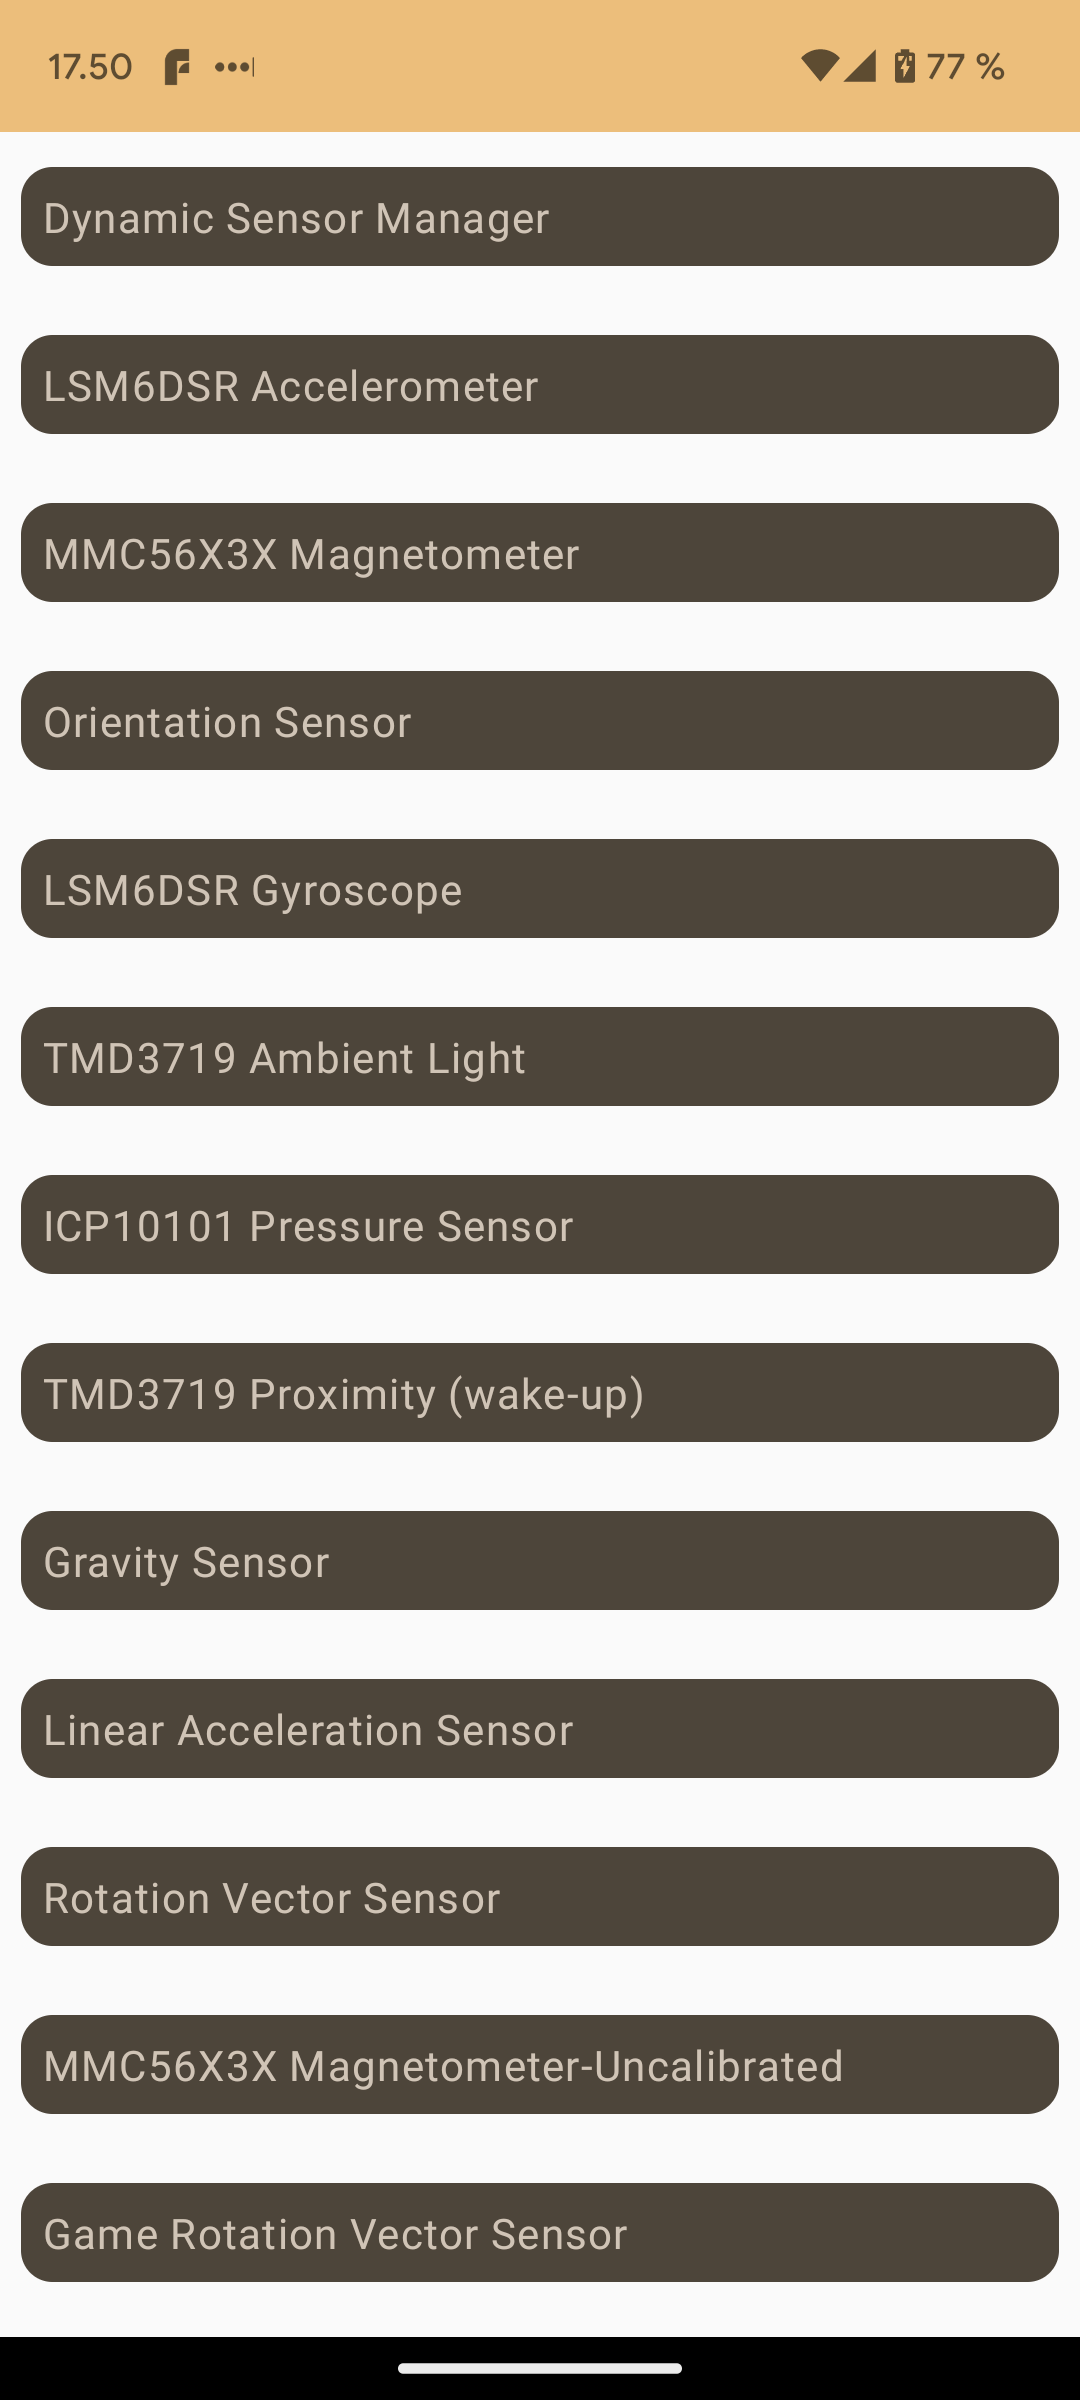 17.50 77 %
Dynamic Sensor Manager
LSM6DSR Accelerometer
MMC56X3X Magnetometer
Orientation Sensor
LSM6DSR Gyroscope
TMD3719 Ambient Light
ICP10101 Pressure Sensor
TMD3719 Proximity (wake-up)
Gravity Sensor
Linear Acceleration Sensor
Rotation Vector Sensor
MMC56X3X Magnetometer-Uncalibrated
Game Rotation Vector Sensor